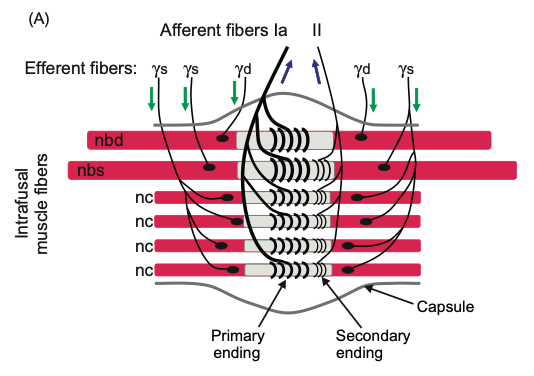 (A)
Afferent fibers Ia II
Efferent fibers: γs γs γd γd γs
nbd
nbs
nc
nc
nc
nc
Intrafusal
muscle fibers
Capsule
Primary
ending
Secondary
ending